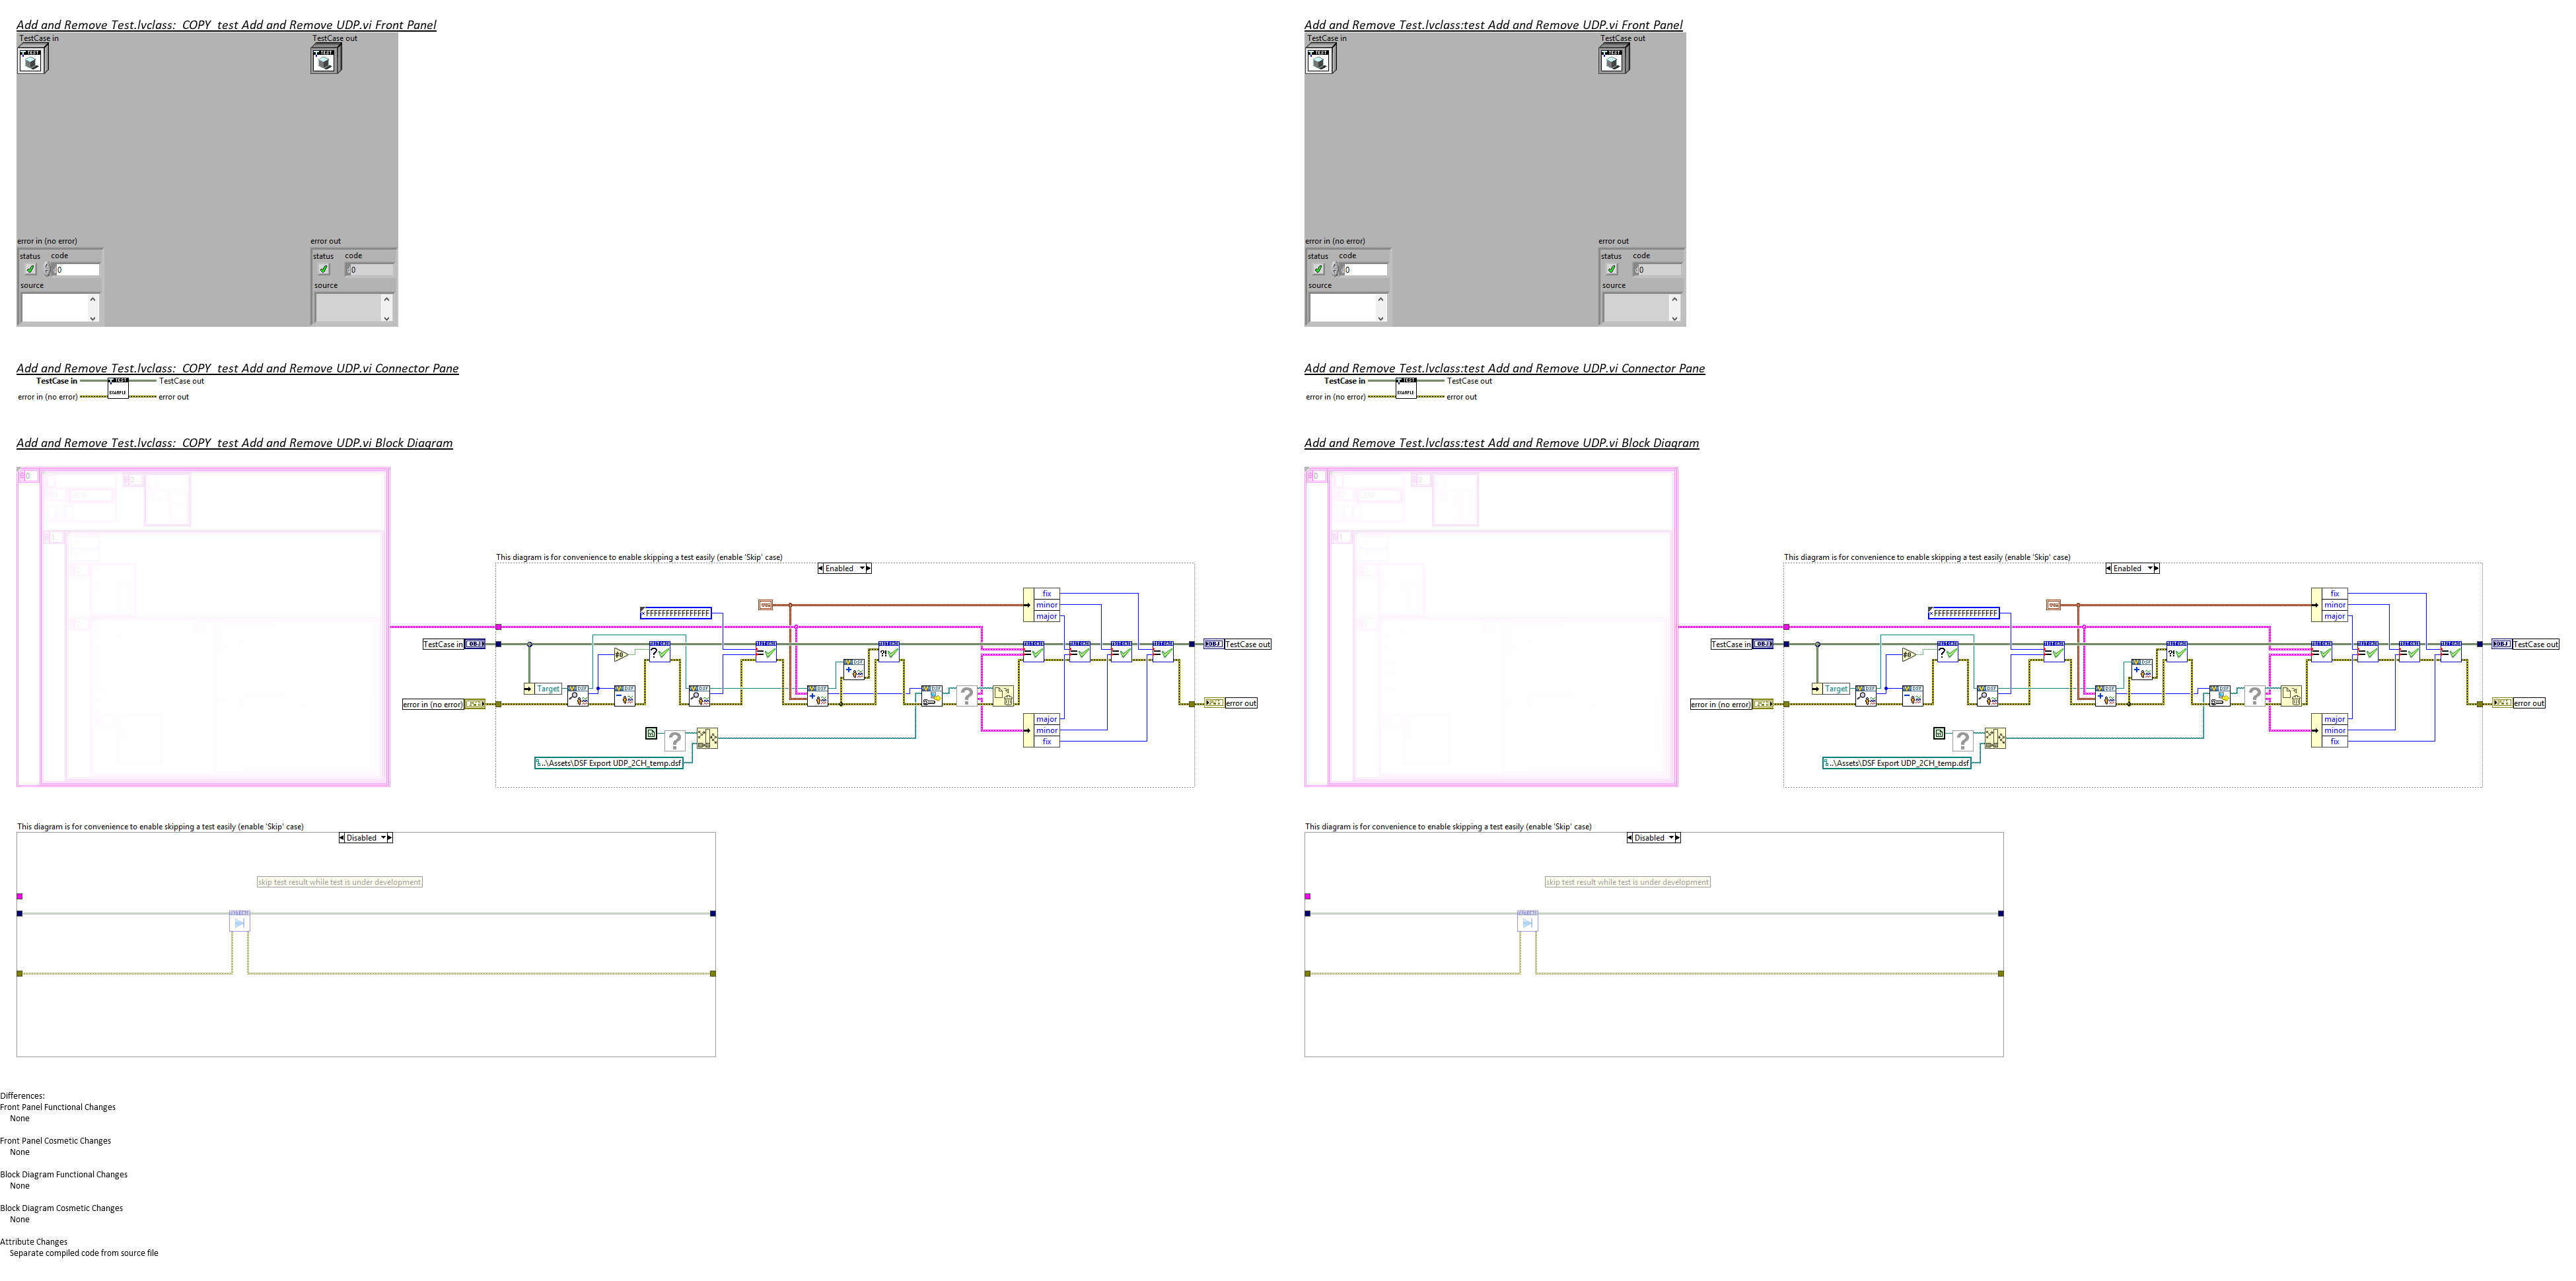 Add and Remove Test.lvclass:_COPY_test Add and Remove UDP.vi Front Panel
TestCase in
TestCase out
error in (no error)
error out
status
code
status
code
0
0
source
source
Add and Remove Test.lvclass:_COPY_test Add and Remove UDP.vi Connector Pane
TEST
TestCase in
TestCase out
EXAMPLE
error in (no error)
error out
Add and Remove Test.lvclass:_COPY_test Add and Remove UDP.vi Block Diagram
This diagram is for convenience to enable skipping a test easily (enable 'Skip' case)
Enabled
fix
minor
major
xFFFFFFFFFFFFFFFF
TestCase in
OBJ
OBJ
TestCase out
Target
error in (no error)
error out
major
minor
fix
..\Assets\DSF Export UDP_2CH_temp.dsf
This diagram is for convenience to enable skipping a test easily (enable 'Skip' case)
Disabled
skip test result while test is under development
Differences:
Front Panel Functional Changes
None
Front Panel Cosmetic Changes
None
Block Diagram Functional Changes
None
Block Diagram Cosmetic Changes
None
Attribute Changes
Separate compiled code from source file
Add and Remove Test.lvclass:test Add and Remove UDP.vi Front Panel
TestCase in
TestCase out
error in (no error)
error out
status
code
status
code
0
0
source
source
Add and Remove Test.lvclass:test Add and Remove UDP.vi Connector Pane
TEST
TestCase in
TestCase out
EXAMPLE
error in (no error)
error out
Add and Remove Test.lvclass:test Add and Remove UDP.vi Block Diagram
This diagram is for convenience to enable skipping a test easily (enable 'Skip' case)
Enabled
fix
minor
major
xFFFFFFFFFFFFFFFF
TestCase in
OBJ
OBJ
TestCase out
Target
error in (no error)
error out
major
minor
fix
..\Assets\DSF Export UDP_2CH_temp.dsf
This diagram is for convenience to enable skipping a test easily (enable 'Skip' case)
Disabled
skip test result while test is under development